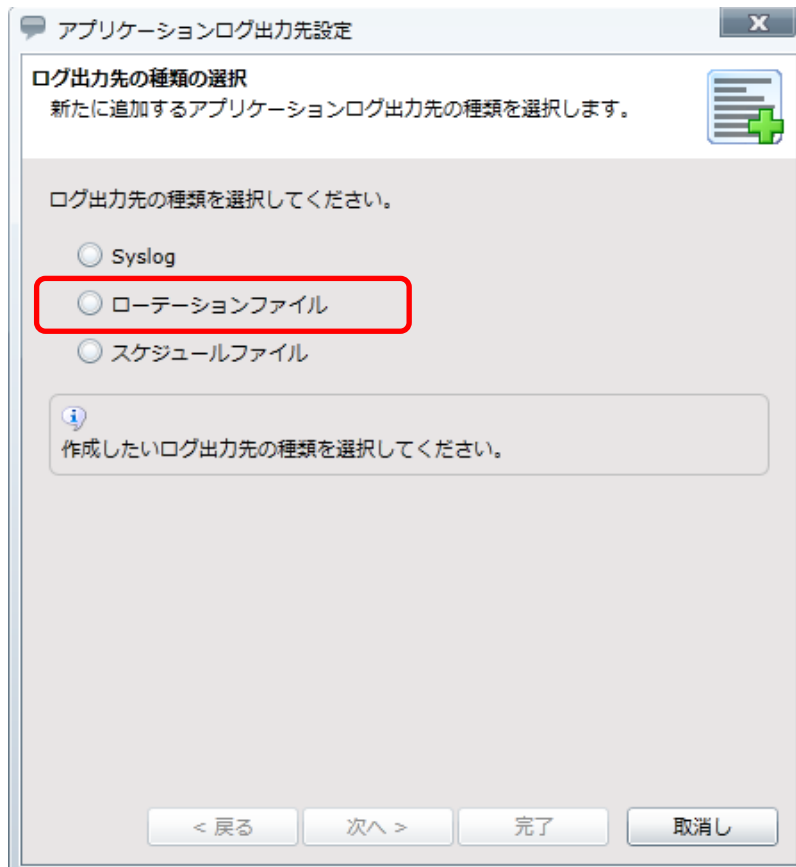 アプリケーションログ出力先設定
X
ログ出力先の種類の選択
新たに追加するアプリケーションログ出力先の種類を選択します。
ログ出力先の種類を選択してください。
Syslog
ローテーションファイル
スケジュールファイル
作成したいログ出力先の種類を選択してください。
< 戻る 次へ > 完了 取消し